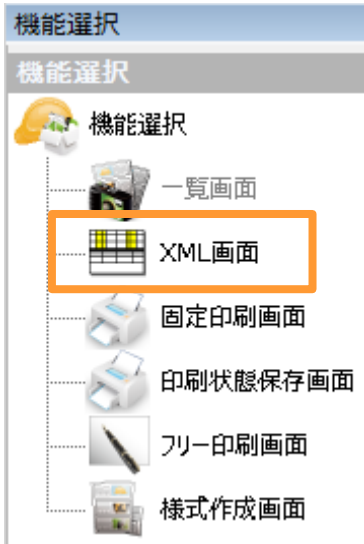 機能選択
機能選択
機能選択
一覧画面
XML画面
固定印刷画面
印刷状態保存画面
フリー印刷画面
様式作成画面